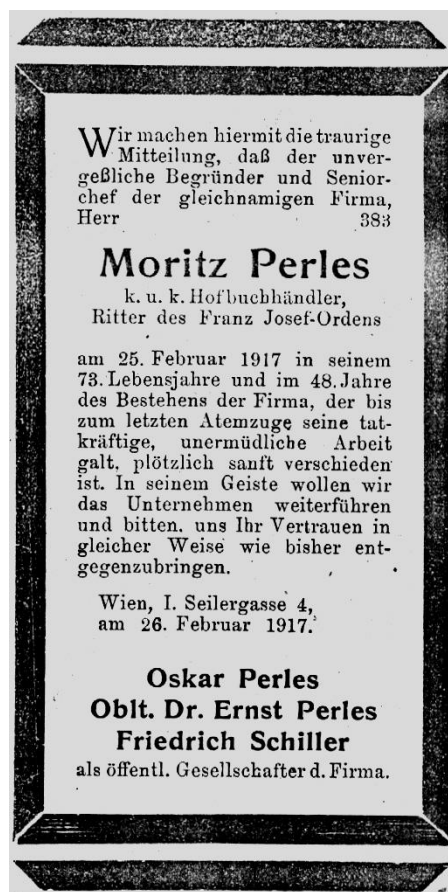 Wir machen hiermit die traurige
Mitteilung, daß der unver-
geßliche Begründer und Senior-
chef der gleichnamigen Firma,
Herr 383
Moritz Perles
k. u. k. Hofbuchhändler,
Ritter des Franz Josef-Ordens
am 25. Februar 1917 in seinem
73. Lebensjahre und im 48. Jahre
des Bestehens der Firma, der bis
zum letzten Atemzuge seine tat-
kräftige, unermüdliche Arbeit
galt, plötzlich sanft verschieden
ist. In seinem Geiste wollen wir
das Unternehmen weiterführen
und bitten, uns Ihr Vertrauen in
gleicher Weise wie bisher ent-
gegenzubringen.
Wien, I. Seilergasse 4,
am 26. Februar 1917.
Oskar Perles
Oblt. Dr. Ernst Perles
Friedrich Schiller
als öffentl. Gesellschafter d. Firma.